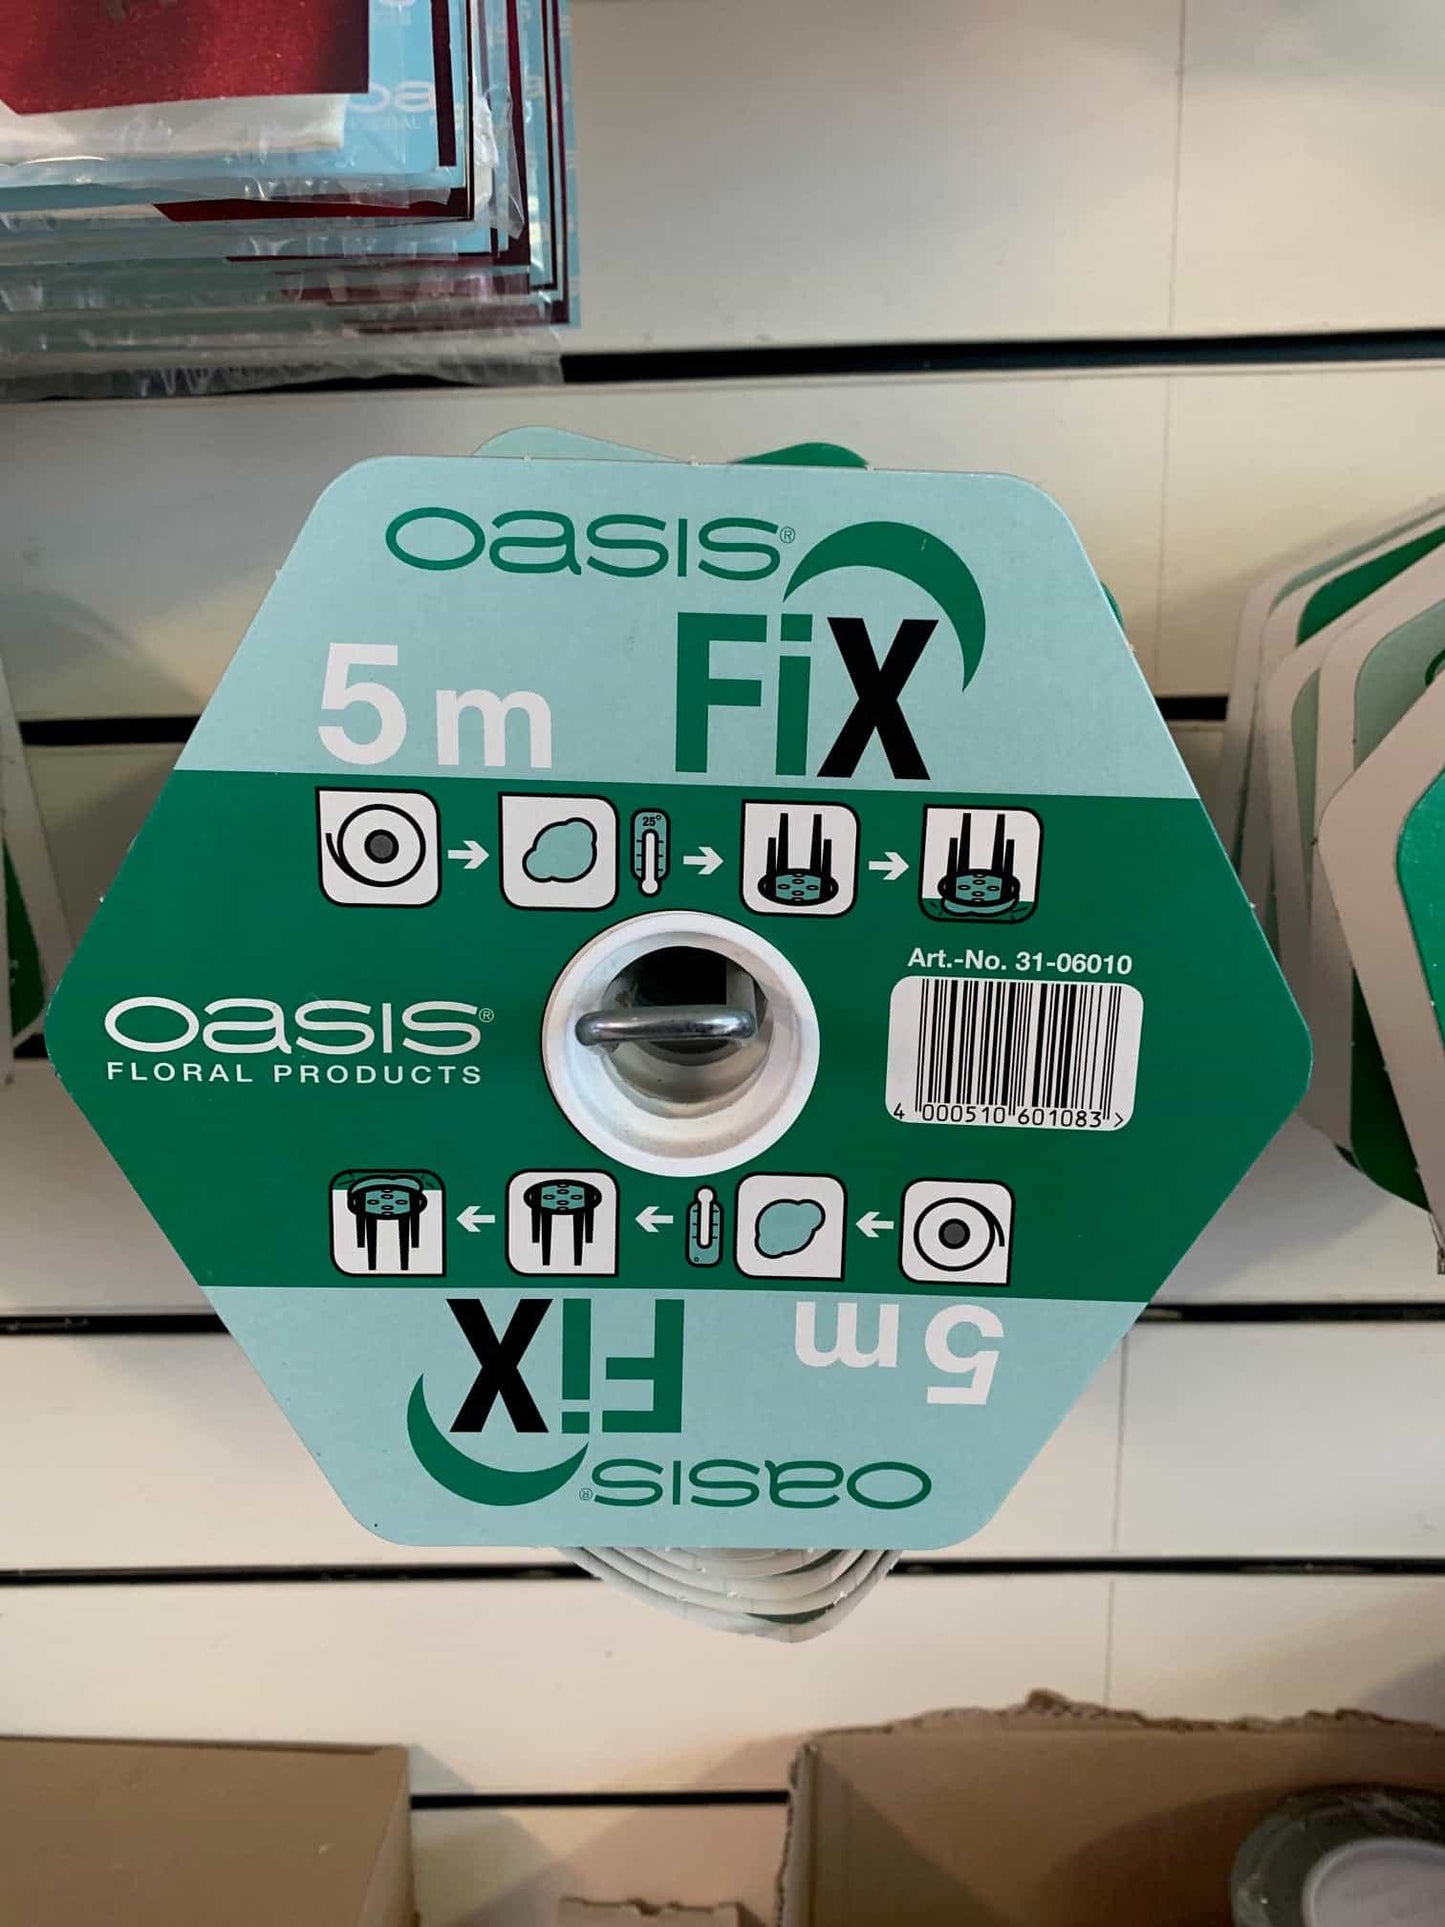 oasis®
FiX
5 m
25°
Art.-No. 31-06010
oasis®
FLORAL PRODUCTS
4 000510 601083 >
5 m
FiX
oasis®